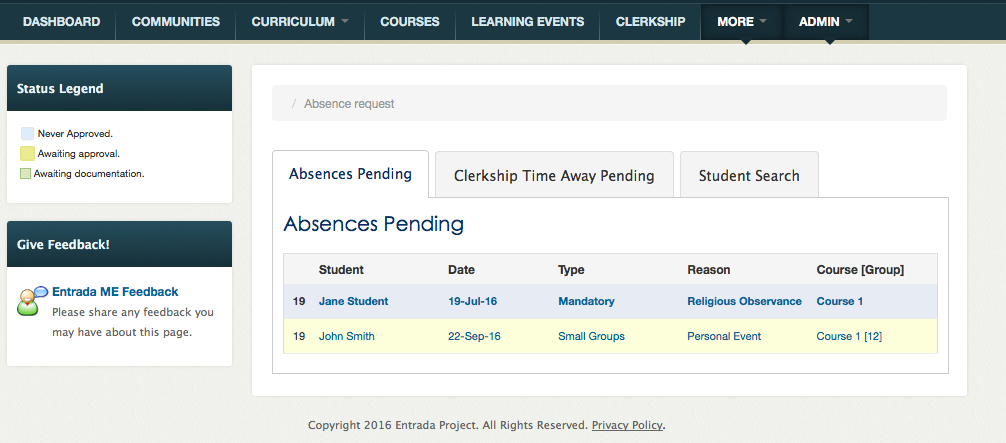 DASHBOARD COMMUNITIES CURRICULUM COURSES LEARNING EVENTS CLERKSHIP MORE ADMIN
Status Legend
Never Approved.
Awaiting approval.
Awaiting documentation.
Give Feedback!
Entrada ME Feedback
Please share any feedback you
may have about this page.
/ Absence request
Absences Pending Clerkship Time Away Pending Student Search
Absences Pending
Student Date Type Reason Course [Group]
19 Jane Student 19-Jul-16 Mandatory Religious Observance Course 1
19 John Smith 22-Sep-16 Small Groups Personal Event Course 1 [12]
Copyright 2016 Entrada Project. All Rights Reserved. Privacy Policy.